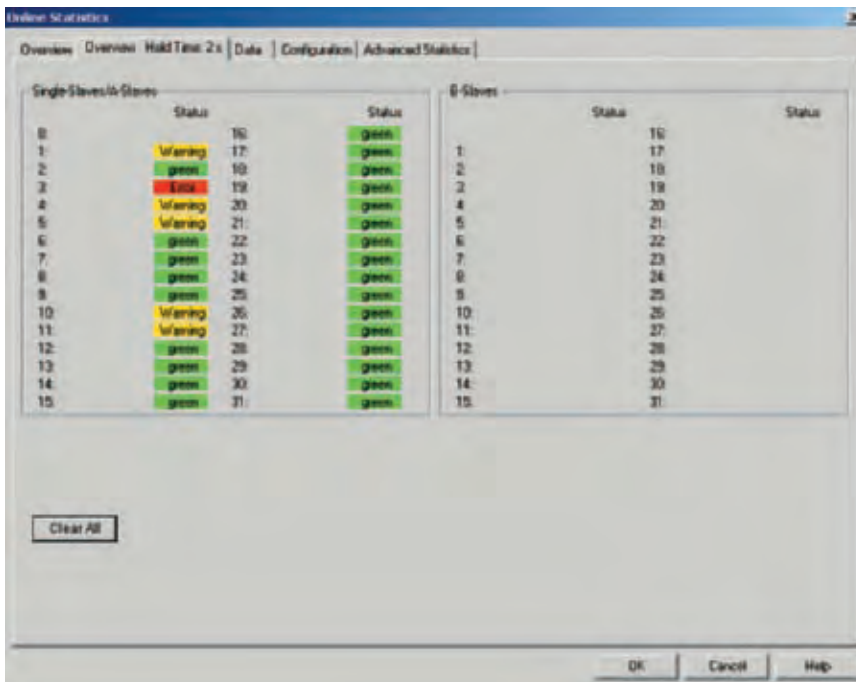 Online Statistics
Overview Overview Hold Time: 2 s Data Configuration Advanced Statistics
Single-Slaves/A-Slaves
Status Status
0: 16: green
1: Warning 17: green
2: green 18: green
3: Error 19: green
4: Warning 20: green
5: Warning 21: green
6: green 22: green
7: green 23: green
8: green 24: green
9: green 25: green
10: Warning 26: green
11: Warning 27: green
12: green 28: green
13: green 29: green
14: green 30: green
15: green 31: green
B-Slaves
Status Status
16:
1: 17:
2: 18:
3: 19:
4: 20:
5: 21:
6: 22:
7: 23:
8: 24:
9: 25:
10: 26:
11: 27:
12: 28:
13: 29:
14: 30:
15: 31:
Clear All
OK Cancel Help